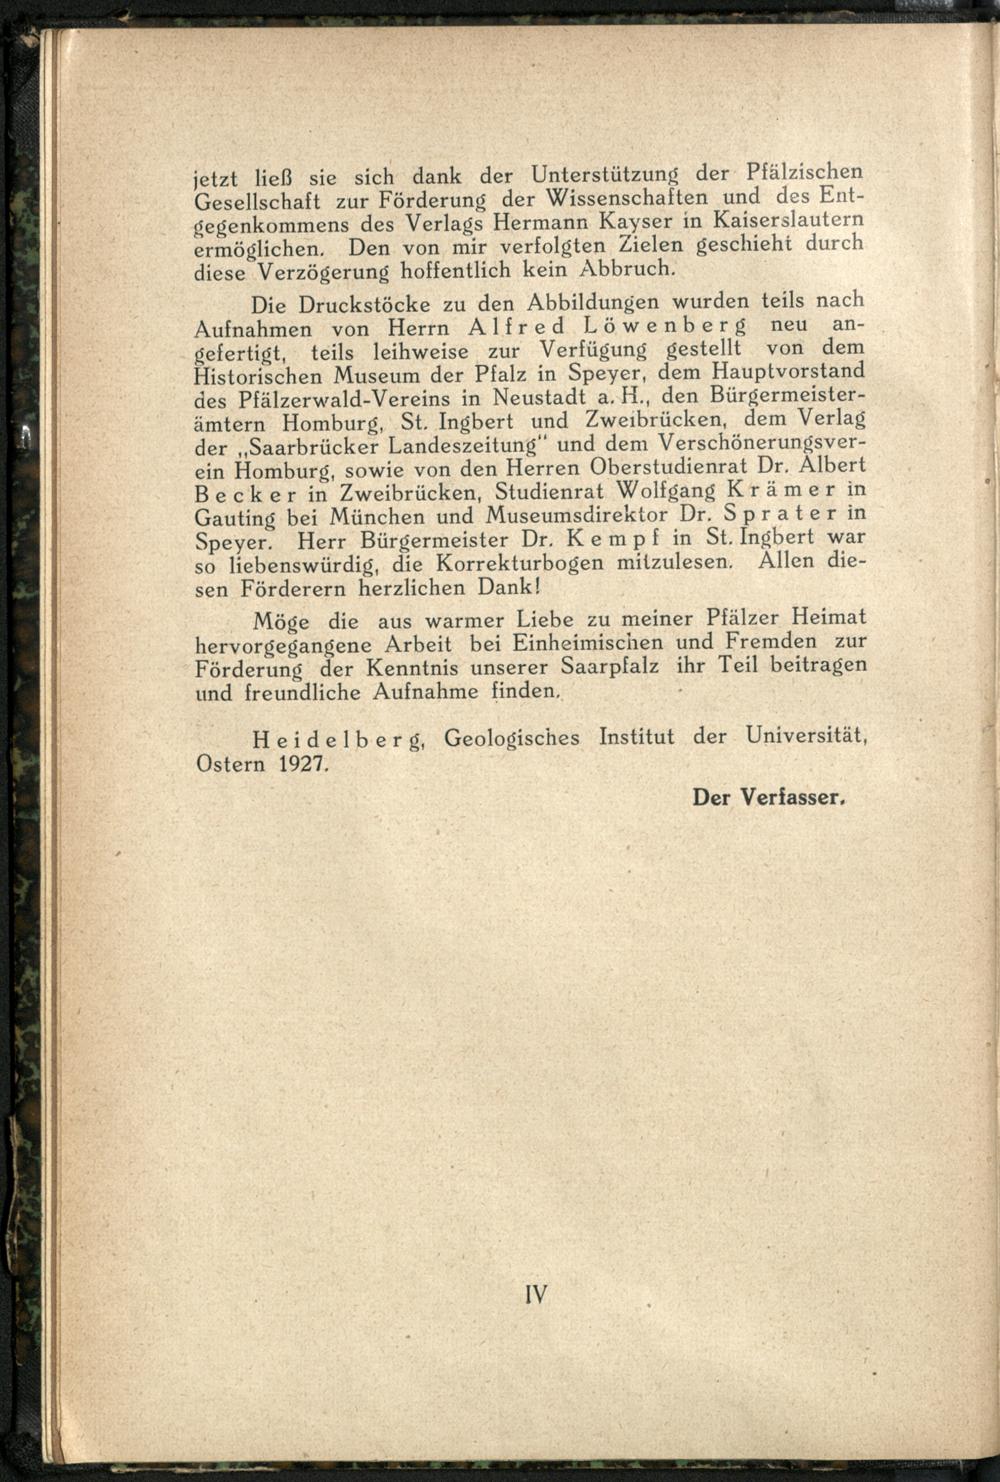 jetzt ließ sie sich dank der Unterstützung der Pfälzischen
Gesellschaft zur Förderung der Wissenschaften und des Ent-
gegenkommens des Verlags Hermann Kayser in Kaiserslautern
ermöglichen. Den von mir verfolgten Zielen geschieht durch
diese Verzögerung hoffentlich kein Abbruch.
Die Druckstöcke zu den Abbildungen wurden teils nach
Aufnahmen von Herrn Alfred Löwenberg neu an-
gefertigt, teils leihweise zur Verfügung gestellt von dem
Historischen Museum der Pfalz in Speyer, dem Hauptvorstand
des Pfälzerwald-Vereins in Neustadt a. H., den Bürgermeister-
ämtern Homburg, St. Ingbert und Zweibrücken, dem Verlag
der „Saarbrücker Landeszeitung" und dem Verschönerungsver-
ein Homburg, sowie von den Herren Oberstudienrat Dr. Albert
Becker in Zweibrücken, Studienrat Wolfgang Krämer in
Gauting bei München und Museumsdirektor Dr. Sprater in
Speyer. Herr Bürgermeister Dr. Kempf in St. Ingbert war
so liebenswürdig, die Korrekturbogen mitzulesen. Allen die-
sen Förderern herzlichen Dank!
Möge die aus warmer Liebe zu meiner Pfälzer Heimat
hervorgegangene Arbeit bei Einheimischen und Fremden zur
Förderung der Kenntnis unserer Saarpfalz ihr Teil beitragen
und freundliche Aufnahme finden.
Heidelberg, Geologisches Institut der Universität,
Ostern 1927.
Der Verfasser.
IV